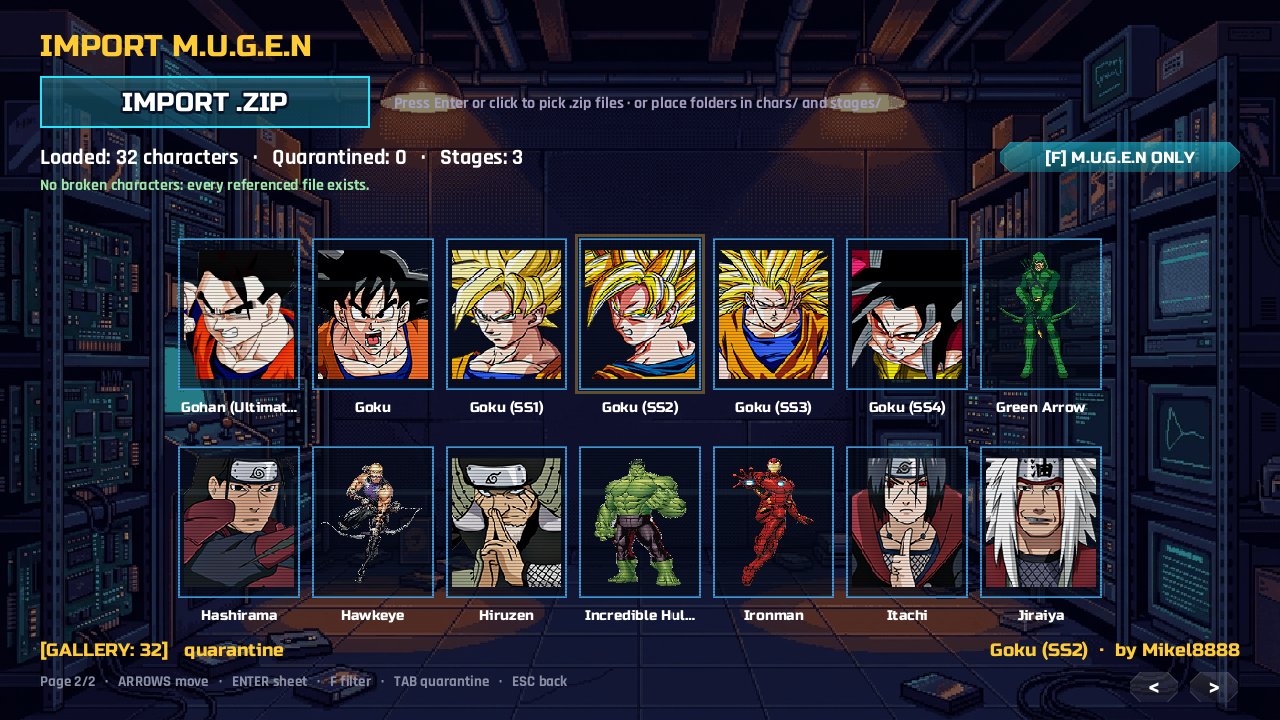 IMPORT M.U.G.E.N
IMPORT .ZIP
Press Enter or click to pick .zip files · or place folders in chars/ and stages/
Loaded: 32 characters · Quarantined: 0 · Stages: 3
[F] M.U.G.E.N ONLY
No broken characters: every referenced file exists.
Gohan (Ultimat... Goku Goku (SS1) Goku (SS2) Goku (SS3) Goku (SS4) Green Arrow
油
Hashirama Hawkeye Hiruzen Incredible Hul... Ironman Itachi Jiraiya
[GALLERY: 32] quarantine
Goku (SS2) · by Mikel8888
Page 2/2 · ARROWS move · ENTER sheet · F filter · TAB quarantine · ESC back
< >